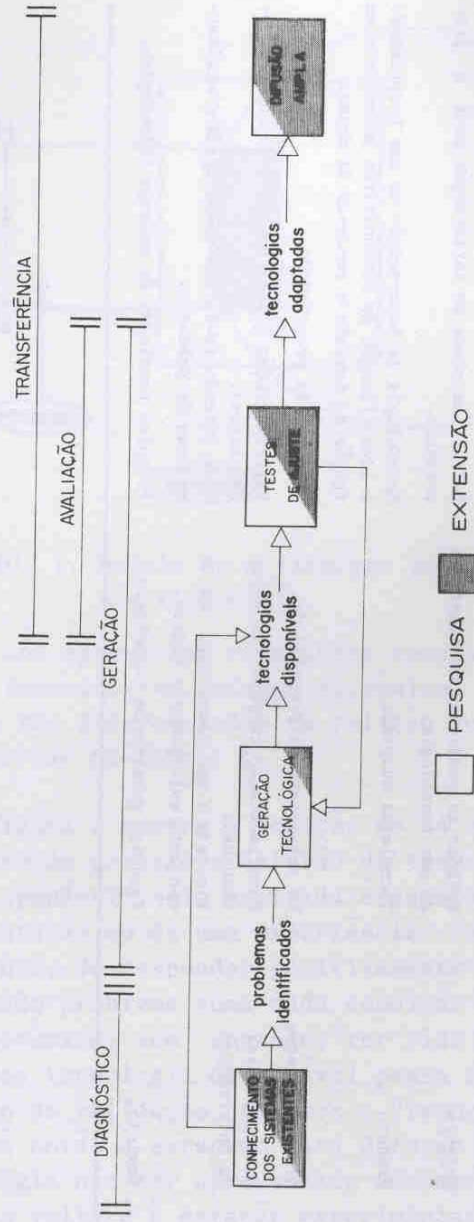 TRANSFERÊNCIA
AVALIAÇÃO
GERAÇÃO
DIAGNÓSTICO
CONHECIMENTO
DOS SISTEMAS
EXISTENTES
problemas
identificados
GERAÇÃO
TECNOLÓGICA
tecnologias
disponíveis
TESTES
DE AJUSTE
tecnologias
adaptadas
DIFUSÃO
AMPLA
PESQUISA
EXTENSÃO